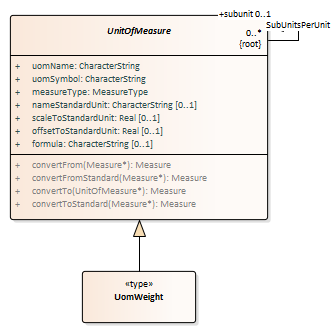 +subunit 0..1
UnitOfMeasure
SubUnitsPerUnit
0..*
{root}
+ uomName: CharacterString
+ uomSymbol: CharacterString
+ measureType: MeasureType
+ nameStandardUnit: CharacterString [0..1]
+ scaleToStandardUnit: Real [0..1]
+ offsetToStandardUnit: Real [0..1]
+ formula: CharacterString [0..1]
+ convertFrom(Measure*): Measure
+ convertFromStandard(Measure*): Measure
+ convertTo(UnitOfMeasure*): Measure
+ convertToStandard(Measure*): Measure
«type»
UomWeight